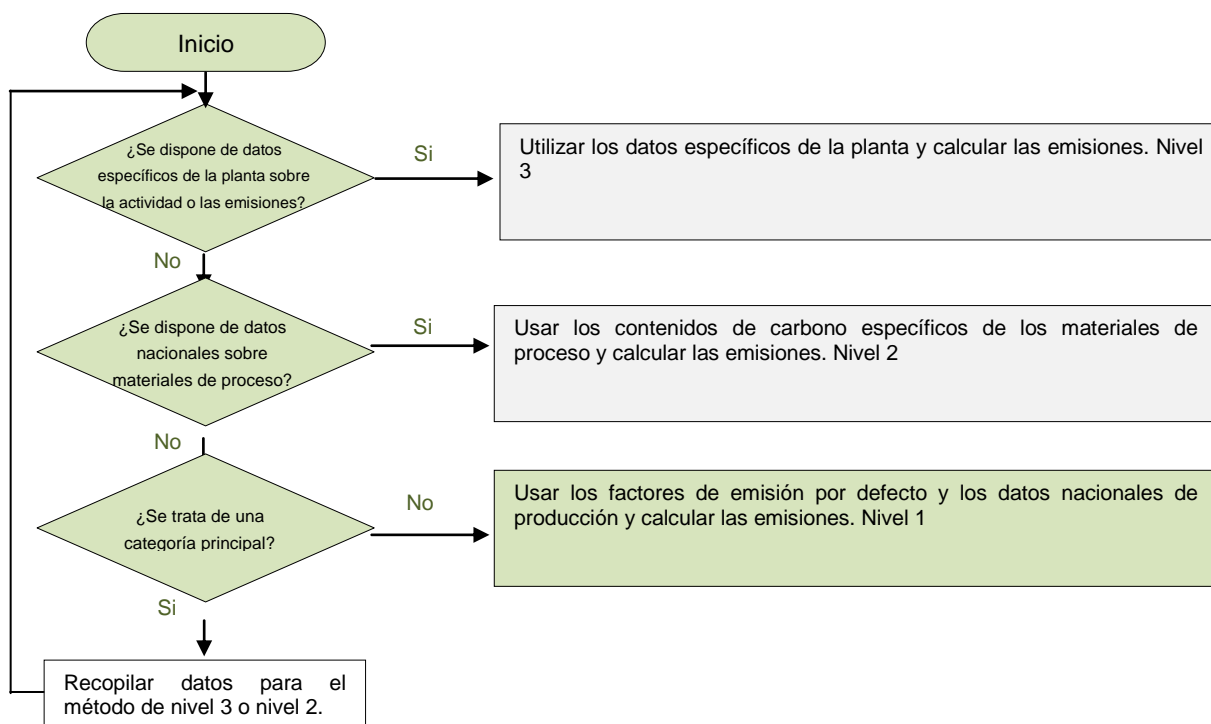 Inicio
¿Se dispone de datos
específicos de la planta sobre
la actividad o las emisiones?
Si
Utilizar los datos específicos de la planta y calcular las emisiones. Nivel
3
No
¿Se dispone de datos
nacionales sobre
materiales de proceso?
Si
Usar los contenidos de carbono específicos de los materiales de
proceso y calcular las emisiones. Nivel 2
No
¿Se trata de una
categoría principal?
No
Usar los factores de emisión por defecto y los datos nacionales de
producción y calcular las emisiones. Nivel 1
Si
Recopilar datos para el
método de nivel 3 o nivel 2.